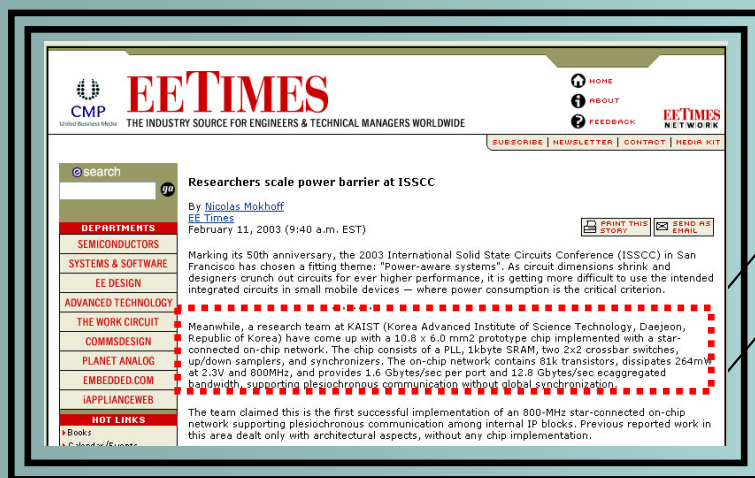 CMP
United Business Media
EETIMES
THE INDUSTRY SOURCE FOR ENGINEERS & TECHNICAL MANAGERS WORLDWIDE
HOME
ABOUT
FEEDBACK
EETIMES
NETWORK
SUBSCRIBE | NEWSLETTER | CONTACT | MEDIA KIT
search
go
DEPARTMENTS
SEMICONDUCTORS
SYSTEMS & SOFTWARE
EE DESIGN
ADVANCED TECHNOLOGY
THE WORK CIRCUIT
COMMSDESIGN
PLANET ANALOG
EMBEDDED.COM
iAPPLIANCEWEB
HOT LINKS
Books
Calendar/Events
Researchers scale power barrier at ISSCC
By Nicolas Mokhoff
EE Times
February 11, 2003 (9:40 a.m. EST)
PRINT THIS
STORY
SEND AS
EMAIL
Marking its 50th anniversary, the 2003 International Solid State Circuits Conference (ISSCC) in San
Francisco has chosen a fitting theme: "Power-aware systems". As circuit dimensions shrink and
designers crunch out circuits for ever higher performance, it is getting more difficult to use the intended
integrated circuits in small mobile devices — where power consumption is the critical criterion.
Meanwhile, a research team at KAIST (Korea Advanced Institute of Science Technology, Daejeon,
Republic of Korea) have come up with a 10.8 x 6.0 mm2 prototype chip implemented with a star-
connected on-chip network. The chip consists of a PLL, 1kbyte SRAM, two 2x2 crossbar switches,
up/down samplers, and synchronizers. The on-chip network contains 81k transistors, dissipates 264mW
at 2.3V and 800MHz, and provides 1.6 Gbytes/sec per port and 12.8 Gbytes/sec ecaggregated
bandwidth, supporting plesiochronous communication without global synchronization.
The team claimed this is the first successful implementation of an 800-MHz star-connected on-chip
network supporting plesiochronous communication among internal IP blocks. Previous reported work in
this area dealt only with architectural aspects, without any chip implementation.